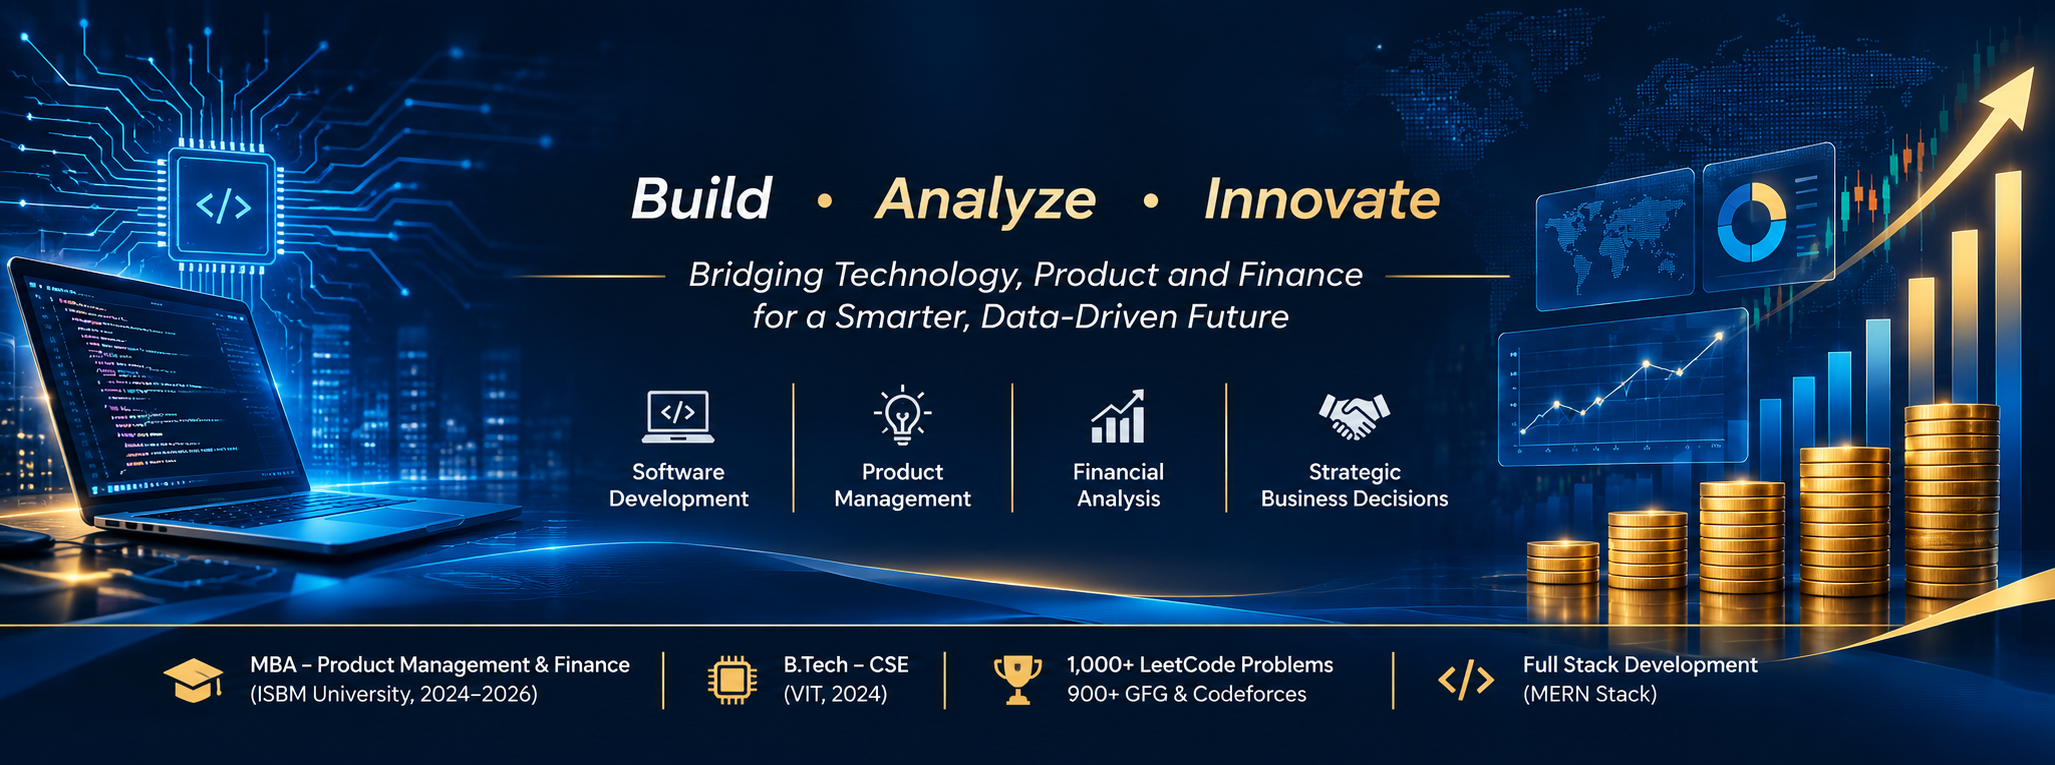 </>
Build • Analyze • Innovate
Bridging Technology, Product and Finance
for a Smarter, Data-Driven Future
</>
Software
Development
Product
Management
Financial
Analysis
Strategic
Business Decisions
MBA – Product Management & Finance
(ISBM University, 2024–2026)
B.Tech – CSE
(VIT, 2024)
1,000+ LeetCode Problems
900+ GFG & Codeforces
</>
Full Stack Development
(MERN Stack)